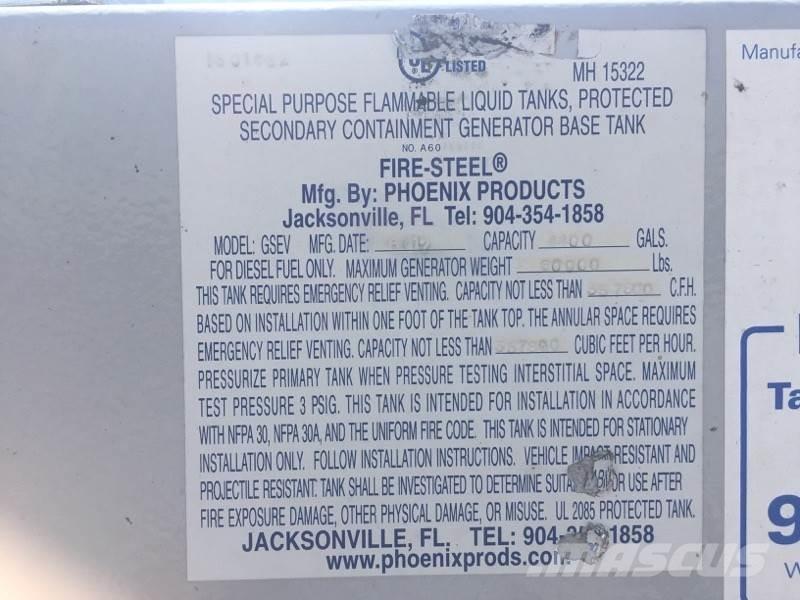 Manufa
UL LISTED
MH 15322
SPECIAL PURPOSE FLAMMABLE LIQUID TANKS, PROTECTED
SECONDARY CONTAINMENT GENERATOR BASE TANK
NO. A60
FIRE-STEEL®
Mfg. By: PHOENIX PRODUCTS
Jacksonville, FL Tel: 904-354-1858
MODEL: GSEV MFG. DATE: CAPACITY GALS.
FOR DIESEL FUEL ONLY. MAXIMUM GENERATOR WEIGHT Lbs.
THIS TANK REQUIRES EMERGENCY RELIEF VENTING. CAPACITY NOT LESS THAN C.F.H.
BASED ON INSTALLATION WITHIN ONE FOOT OF THE TANK TOP. THE ANNULAR SPACE REQUIRES
EMERGENCY RELIEF VENTING. CAPACITY NOT LESS THAN CUBIC FEET PER HOUR.
PRESSURIZE PRIMARY TANK WHEN PRESSURE TESTING INTERSTITIAL SPACE. MAXIMUM
TEST PRESSURE 3 PSIG. THIS TANK IS INTENDED FOR INSTALLATION IN ACCORDANCE
WITH NFPA 30, NFPA 30A, AND THE UNIFORM FIRE CODE. THIS TANK IS INTENDED FOR STATIONARY
INSTALLATION ONLY. FOLLOW INSTALLATION INSTRUCTIONS. VEHICLE IMPACT RESISTANT AND
PROJECTILE RESISTANT. TANK SHALL BE INVESTIGATED TO DETERMINE FOR USE AFTER
FIRE EXPOSURE DAMAGE, OTHER PHYSICAL DAMAGE, OR MISUSE. UL 2085 PROTECTED TANK.
JACKSONVILLE, FL. TEL: 904- -1858
www.phoenixprods.com
Ta
9
W
MASCUS